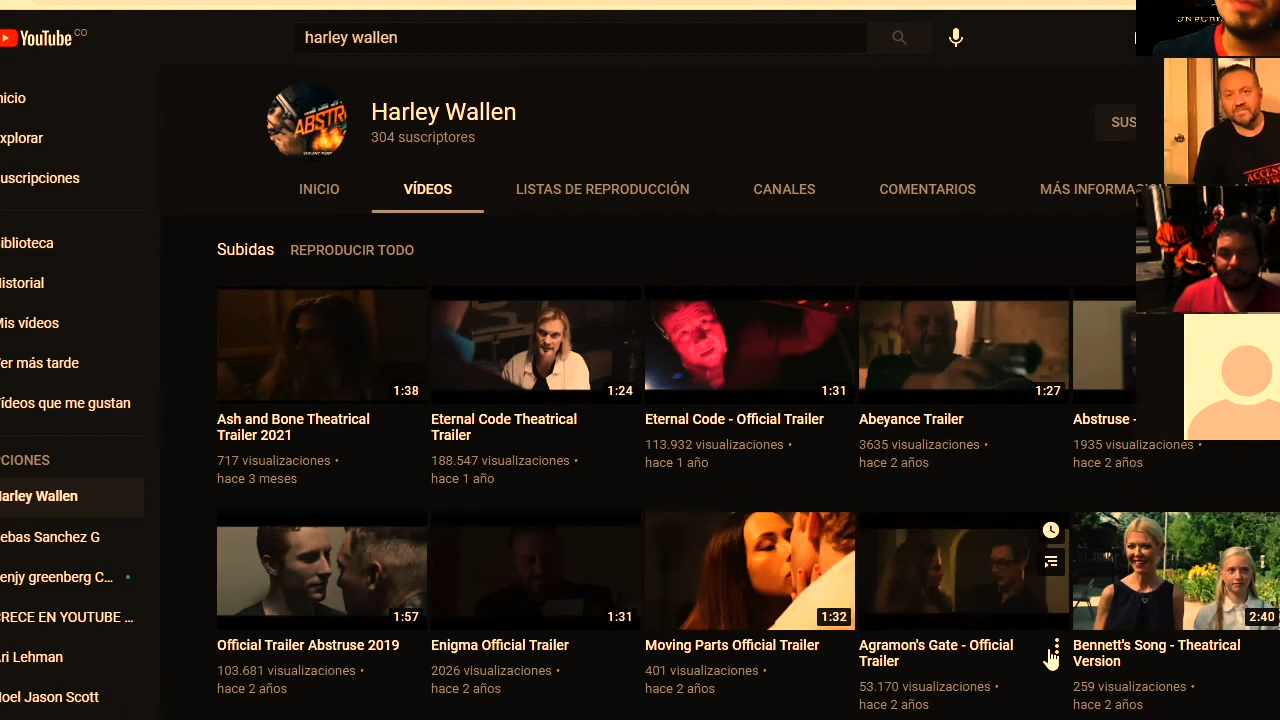 YouTube CO
harley wallen
nicio
xplorar
uscripciones
iblioteca
istorial
Mis vídeos
er más tarde
ídeos que me gustan
PCIONES
Harley Wallen
ebas Sanchez G
enjy greenberg C...
RECE EN YOUTUBE ...
ri Lehman
oel Jason Scott
ABSTR
Harley Wallen
304 suscriptores
SUS
INICIO
VÍDEOS
LISTAS DE REPRODUCCIÓN
CANALES
COMENTARIOS
MÁS INFORMA
Subidas
REPRODUCIR TODO
1:38
Ash and Bone Theatrical
Trailer 2021
717 visualizaciones •
hace 3 meses
1:24
Eternal Code Theatrical
Trailer
188.547 visualizaciones •
hace 1 año
1:31
Eternal Code - Official Trailer
113.932 visualizaciones •
hace 1 año
1:27
Abeyance Trailer
3635 visualizaciones •
hace 2 años
Abstruse -
1935 visualizaciones •
hace 2 años
1:57
Official Trailer Abstruse 2019
103.681 visualizaciones •
hace 2 años
1:31
Enigma Official Trailer
2026 visualizaciones •
hace 2 años
1:32
Moving Parts Official Trailer
401 visualizaciones •
hace 2 años
Agramon's Gate - Official
Trailer
53.170 visualizaciones •
hace 2 años
2:40
Bennett's Song - Theatrical
Version
259 visualizaciones •
hace 2 años